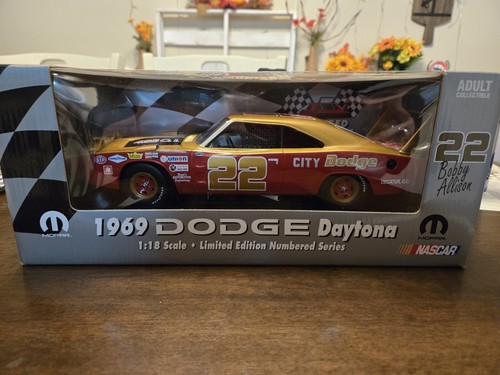 ADULT
COLLECTIBLE
22
Bobby
Allison
22
CITY Dodge
union
MOPAR
1969 DODGE Daytona
1:18 Scale • Limited Edition Numbered Series
MOPAR
NASCAR